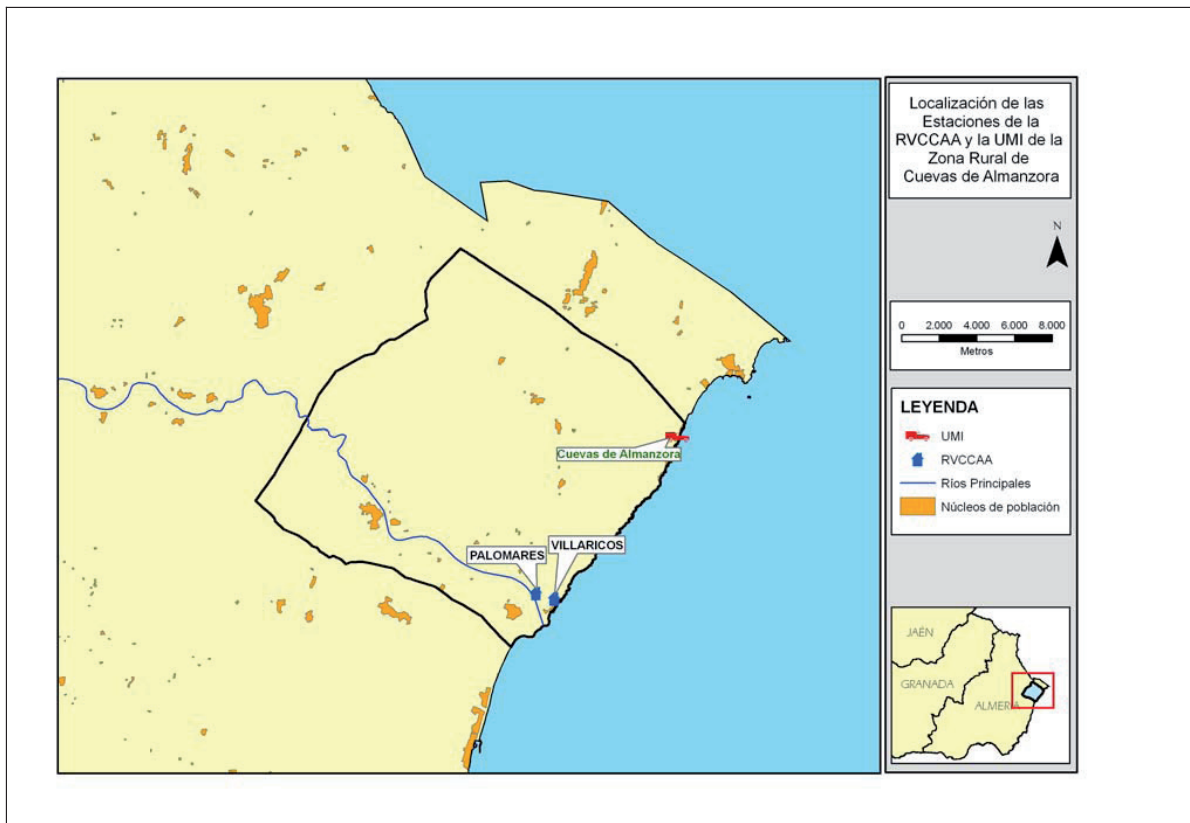 Localización de las
Estaciones de la
RVCCAA y la UMI de la
Zona Rural de
Cuevas de Almanzora
N
0 2.000 4.000 6.000 8.000
Metros
LEYENDA
UMI
RVCCAA
Ríos Principales
Núcleos de población
Cuevas de Almanzora
VILLARICOS
PALOMARES
JAÉN
GRANADA
ALMERÍA